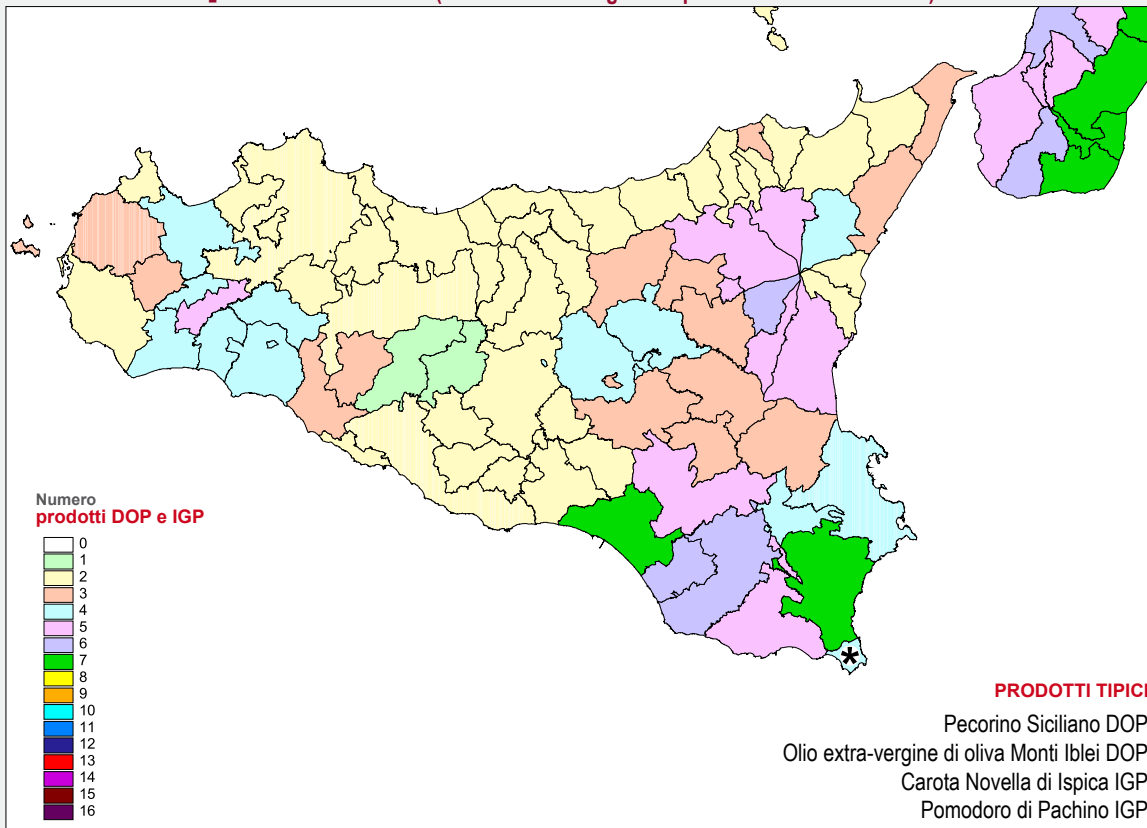 Numero
prodotti DOP e IGP
0
1
2
3
4
5
6
7
8
9
10
11
12
13
14
15
16
*
PRODOTTI TIPICI
Pecorino Siciliano DOP
Olio extra-vergine di oliva Monti Iblei DOP
Carota Novella di Ispica IGP
Pomodoro di Pachino IGP